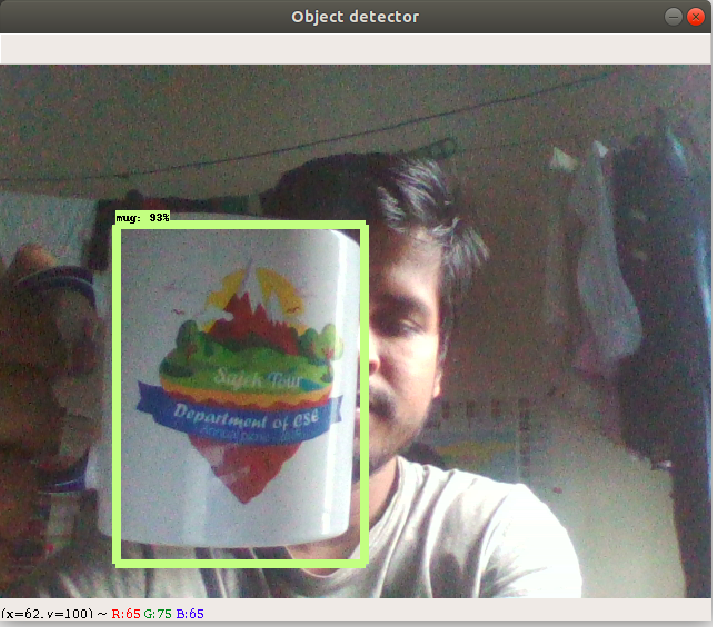 Object detector
mug: 93%
Sajek Tour
Department of CSE
(x=62, y=100) ~ R:65 G:75 B:65